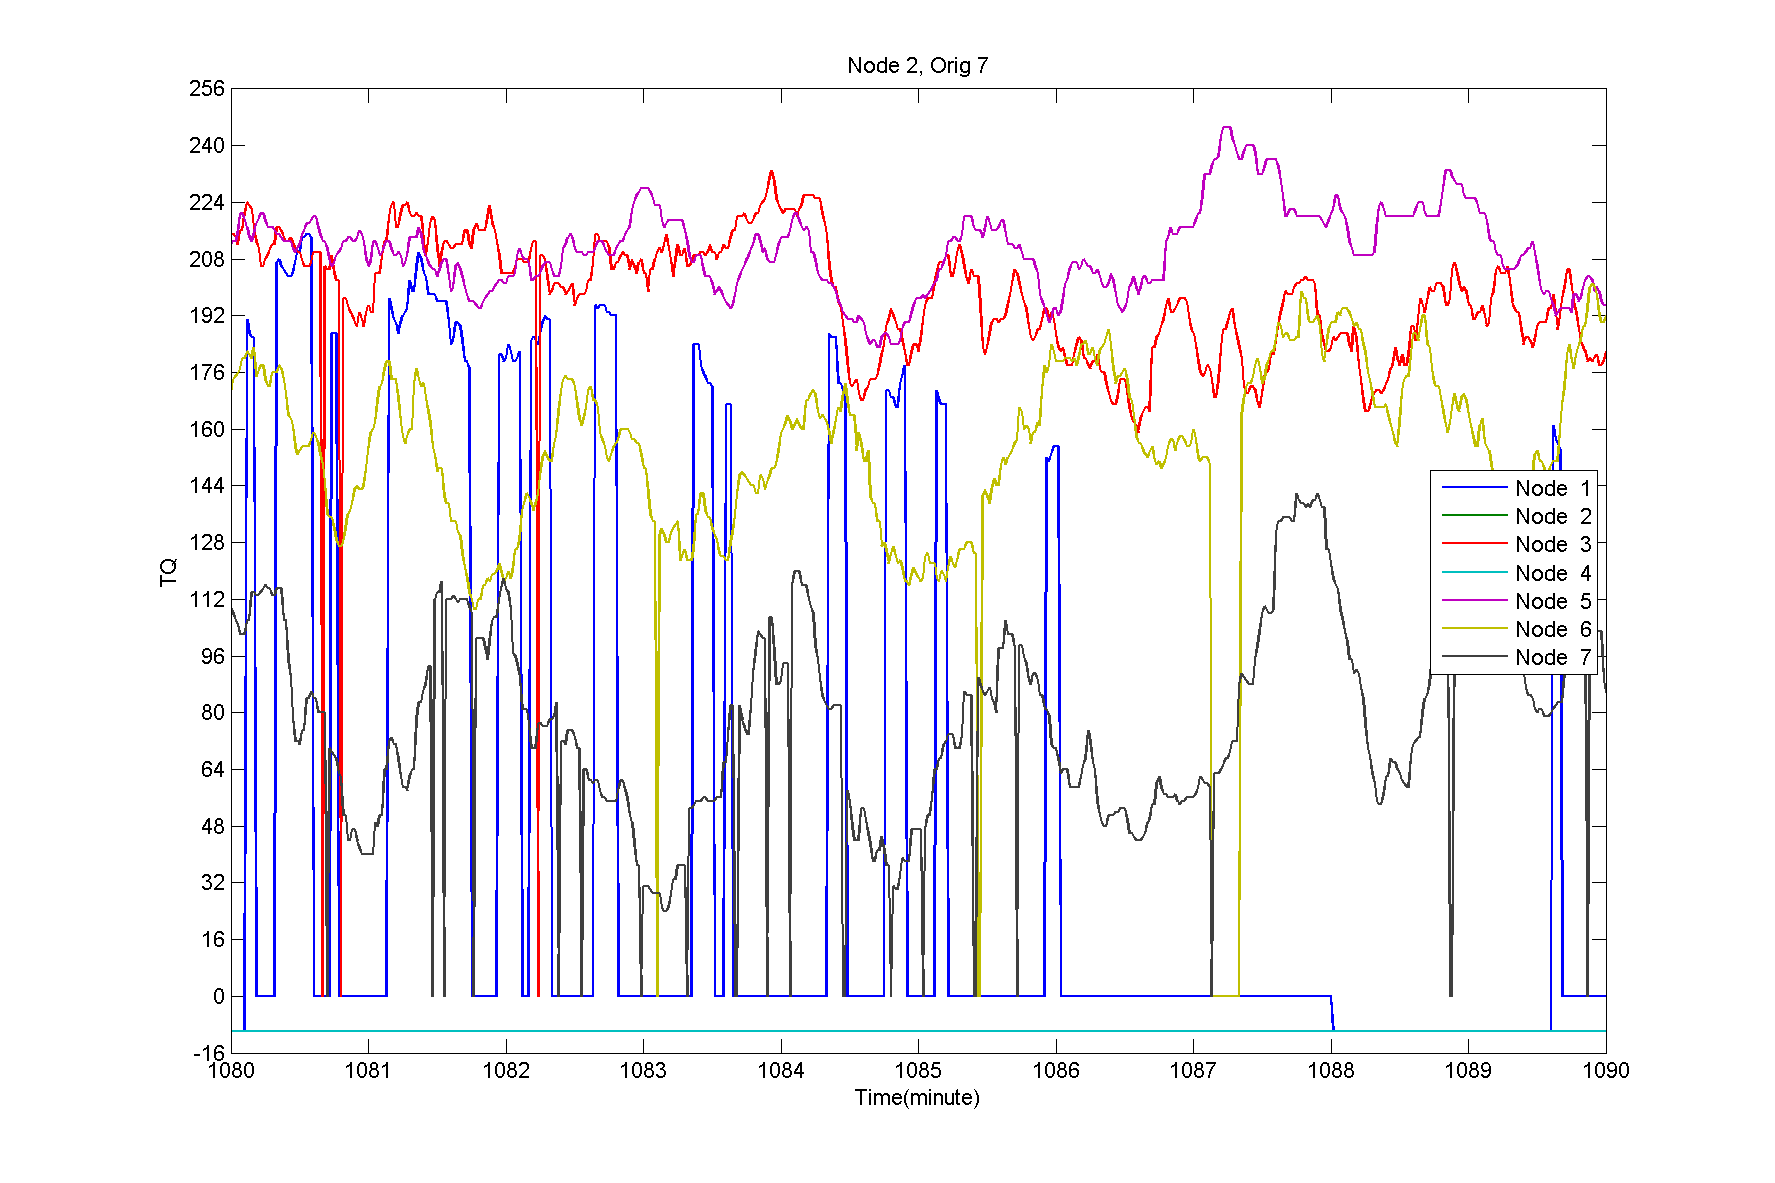 Node 2, Orig 7
256
240
224
208
192
176
160
144
128
112
96
80
64
48
32
16
0
-16
TQ
Node 1
Node 2
Node 3
Node 4
Node 5
Node 6
Node 7
1080 1081 1082 1083 1084 1085 1086 1087 1088 1089 1090
Time(minute)